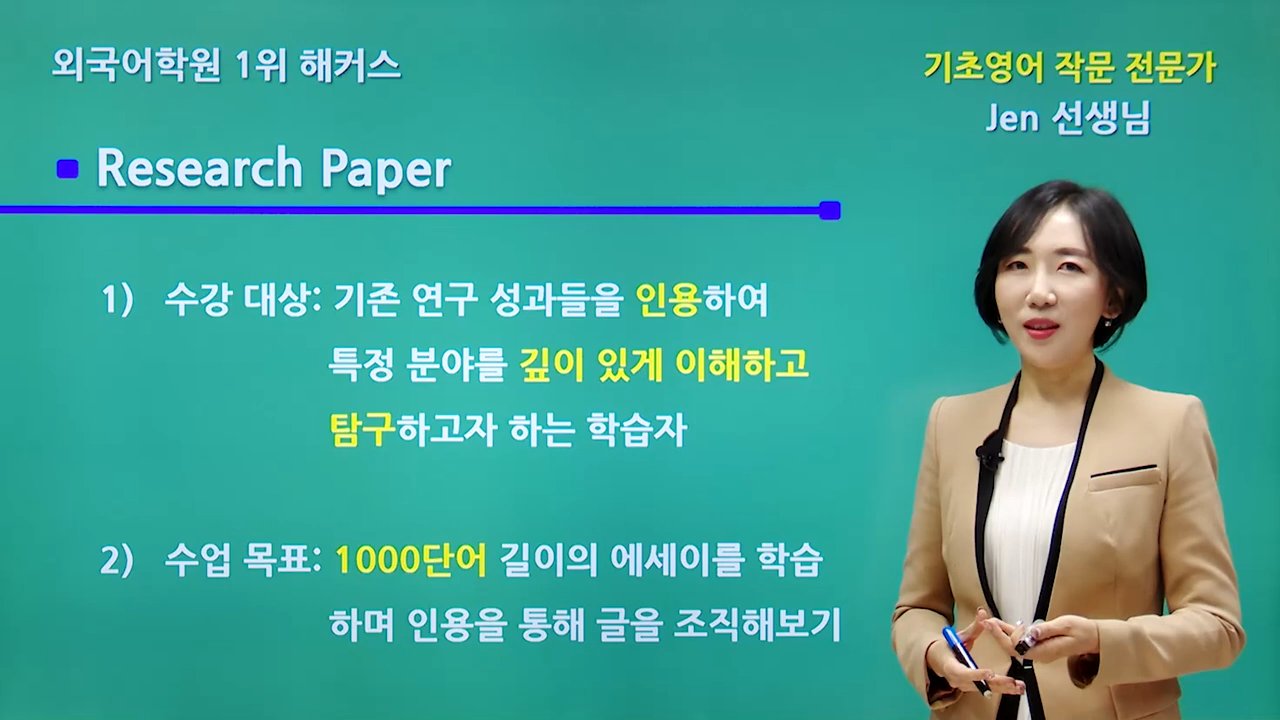 외국어학원 1위 해커스
기초영어 작문 전문가
Jen 선생님
Research Paper
1) 수강 대상: 기존 연구 성과들을 인용하여
특정 분야를 깊이 있게 이해하고
탐구하고자 하는 학습자
2) 수업 목표: 1000단어 길이의 에세이를 학습
하며 인용을 통해 글을 조직해보기